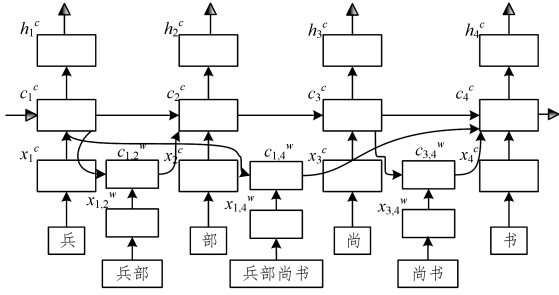 h₁ᶜ h₂ᶜ h₃ᶜ h₄ᶜ
c₁ᶜ c₂ᶜ c₃ᶜ c₄ᶜ
x₁ᶜ c₁,₂ʷ x₂ᶜ c₁,₄ʷ x₃ᶜ c₃,₄ʷ x₄ᶜ
x₁,₂ʷ x₁,₄ʷ x₃,₄ʷ
兵 部 尚 书
兵部 兵部尚书 尚书